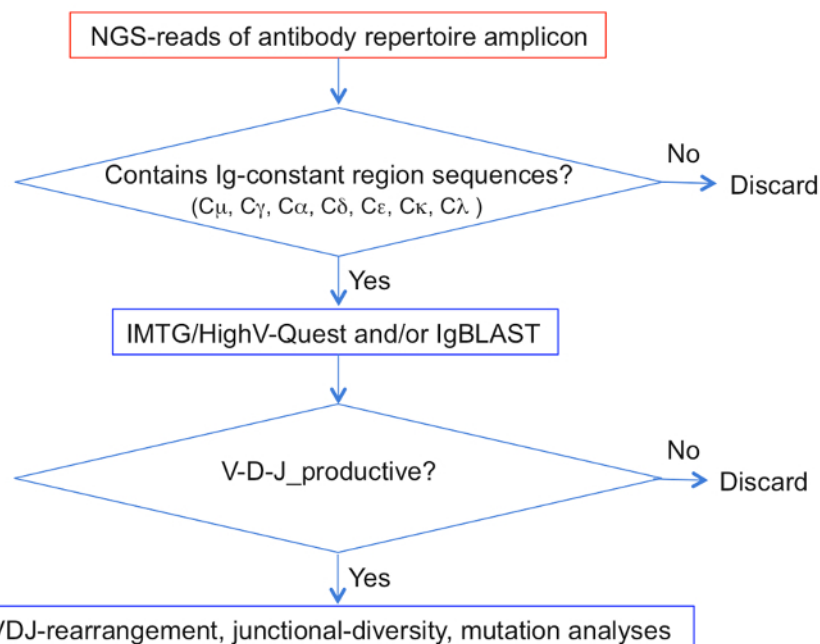 NGS-reads of antibody repertoire amplicon
Contains Ig-constant region sequences?
(Cμ, Cγ, Cα, Cδ, Cε, Cκ, Cλ )
No
Discard
Yes
IMTG/HighV-Quest and/or IgBLAST
V-D-J_productive?
No
Discard
Yes
VDJ-rearrangement, junctional-diversity, mutation analyses